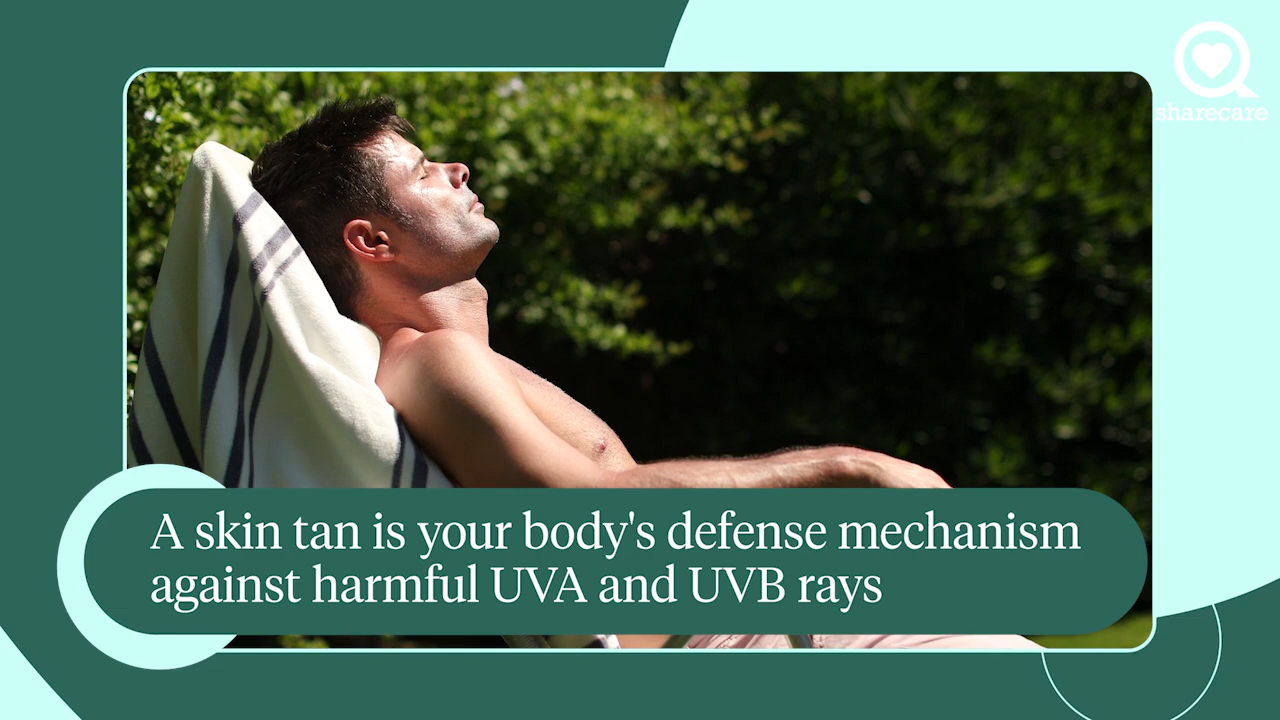 sharecare
A skin tan is your body's defense mechanism
against harmful UVA and UVB rays